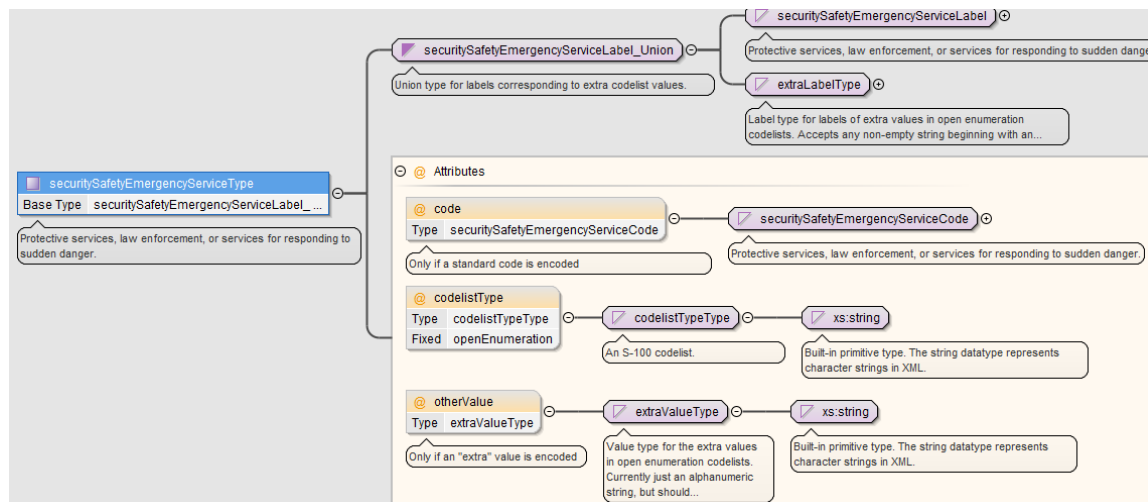 securitySafetyEmergencyServiceLabel
Protective services, law enforcement, or services for responding to sudden danger
securitySafetyEmergencyServiceLabel_Union
Union type for labels corresponding to extra codelist values.
extraLabelType
Label type for labels of extra values in open enumeration
codelists. Accepts any non-empty string beginning with an...
securitySafetyEmergencyServiceType
Base Type securitySafetyEmergencyServiceLabel_ ...
Protective services, law enforcement, or services for responding to
sudden danger.
@ Attributes
@ code
Type securitySafetyEmergencyServiceCode
Only if a standard code is encoded
securitySafetyEmergencyServiceCode
Protective services, law enforcement, or services for responding to sudden danger.
@ codelistType
Type codelistTypeType
Fixed openEnumeration
codelistTypeType
An S-100 codelist.
xs:string
Built-in primitive type. The string datatype represents
character strings in XML.
@ otherValue
Type extraValueType
Only if an "extra" value is encoded
extraValueType
Value type for the extra values
in open enumeration codelists.
Currently just an alphanumeric
string, but should...
xs:string
Built-in primitive type. The string datatype represents
character strings in XML.